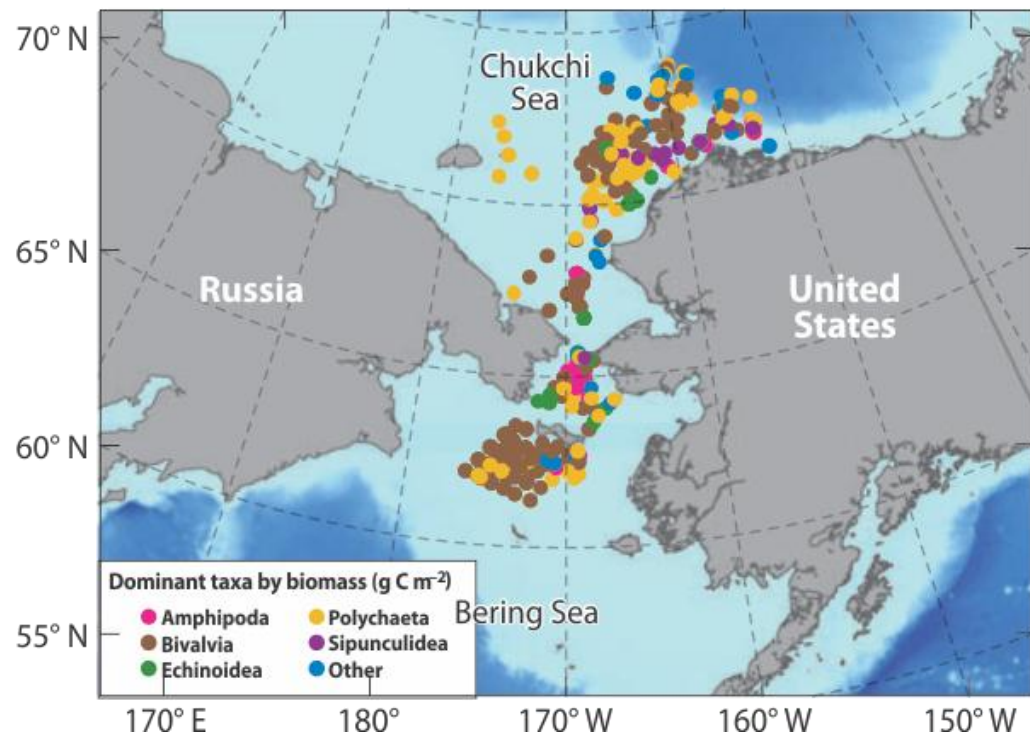 70° N
Chukchi
Sea
65° N
Russia
United
States
60° N
Dominant taxa by biomass (g C m⁻²)
Amphipoda
Polychaeta
Bivalvia
Sipunculidea
Echinoidea
Other
Bering Sea
55° N
170° E
180°
170° W
160° W
150° W